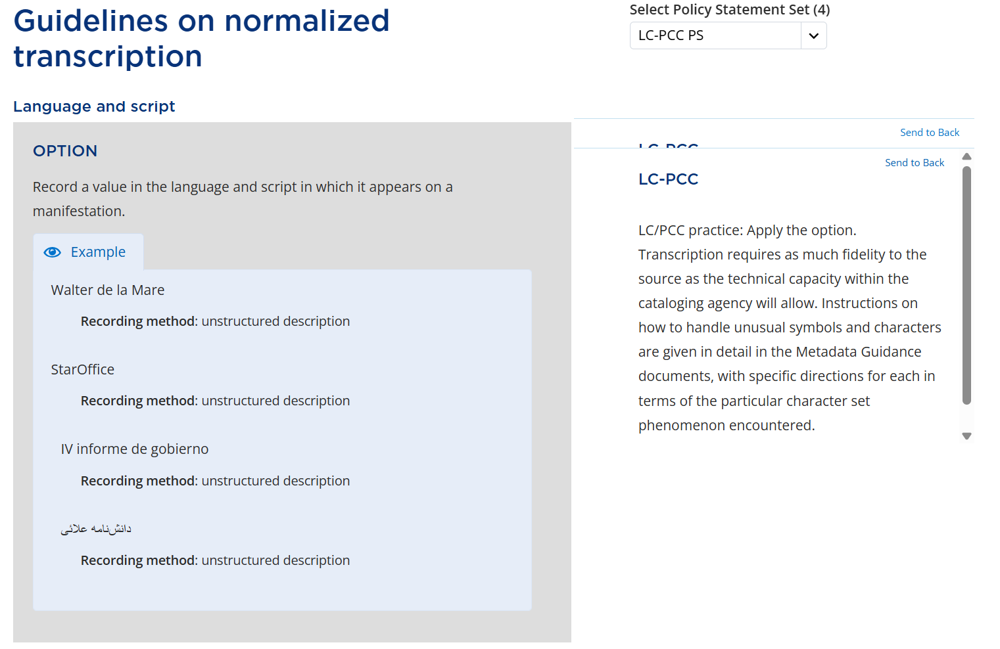 Guidelines on normalized
transcription
Select Policy Statement Set (4)
LC-PCC PS
Language and script
OPTION
Record a value in the language and script in which it appears on a
manifestation.
Example
Walter de la Mare
Recording method: unstructured description
StarOffice
Recording method: unstructured description
IV informe de gobierno
Recording method: unstructured description
دانش‌نامه علائی
Recording method: unstructured description
Send to Back
LC-PCC
Send to Back
LC-PCC
LC/PCC practice: Apply the option.
Transcription requires as much fidelity to the
source as the technical capacity within the
cataloging agency will allow. Instructions on
how to handle unusual symbols and characters
are given in detail in the Metadata Guidance
documents, with specific directions for each in
terms of the particular character set
phenomenon encountered.